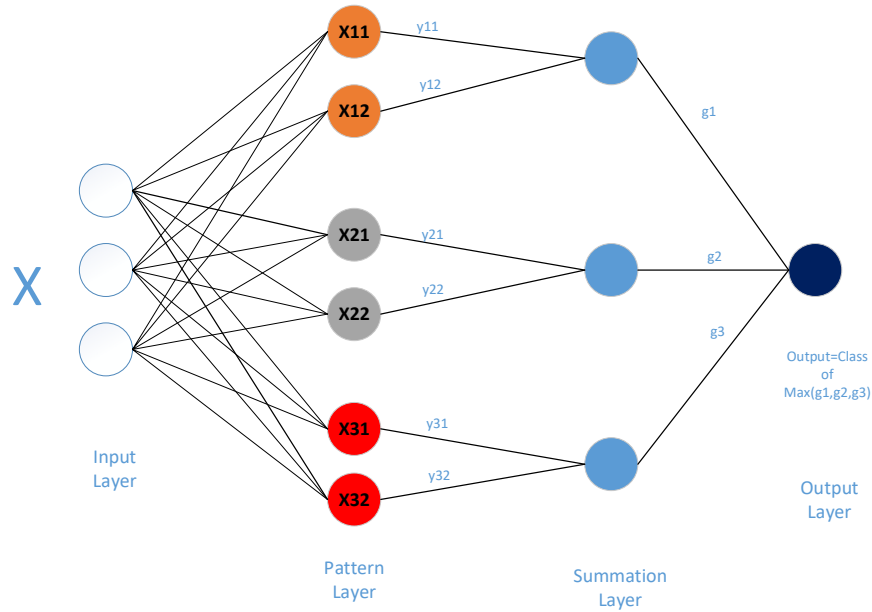 X11
y11
X12
y12
g1
X
X21
y21
g2
X22
y22
g3
Output=Class
of
Max(g1,g2,g3)
X31
y31
X32
y32
Input
Layer
Pattern
Layer
Summation
Layer
Output
Layer